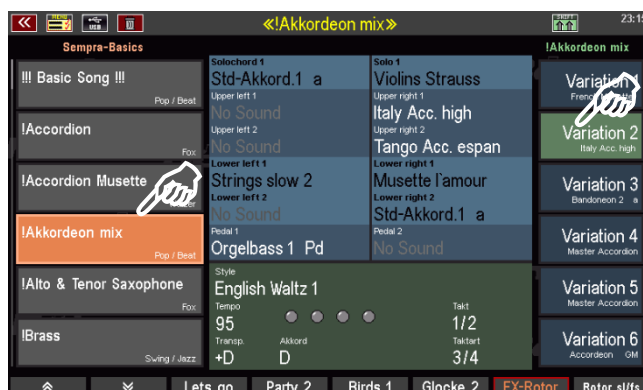 MENU
USB
«!Akkordeon mix»
SHIFT
23:15
Sempra-Basics
!!! Basic Song !!!
Pop / Beat
!Accordion
Fox
!Accordion Musette
!Akkordeon mix
Pop / Beat
!Alto & Tenor Saxophone
Fox
!Brass
Swing / Jazz
Solochord 1
Std-Akkord.1 a
Solo 1
Violins Strauss
Upper left 1
No Sound
Upper right 1
Italy Acc. high
Upper left 2
No Sound
Upper right 2
Tango Acc. espan
Lower left 1
Strings slow 2
Lower right 1
Musette l`amour
Lower left 2
No Sound
Lower right 2
Std-Akkord.1 a
Pedal 1
Orgelbass 1 Pd
Pedal 2
No Sound
Style
English Waltz 1
Tempo
95
Takt
1/2
Transp.
+D
Akkord
D
Taktart
3/4
!Akkordeon mix
Variation 1
Variation 2
Italy Acc. high
Variation 3
Bandoneon 2 a
Variation 4
Master Accordion
Variation 5
Master Accordion
Variation 6
Accordeon GM
Lets go
Party 2
Birds 1
Glocke 2
FX-Rotor
Rotor sl/fs